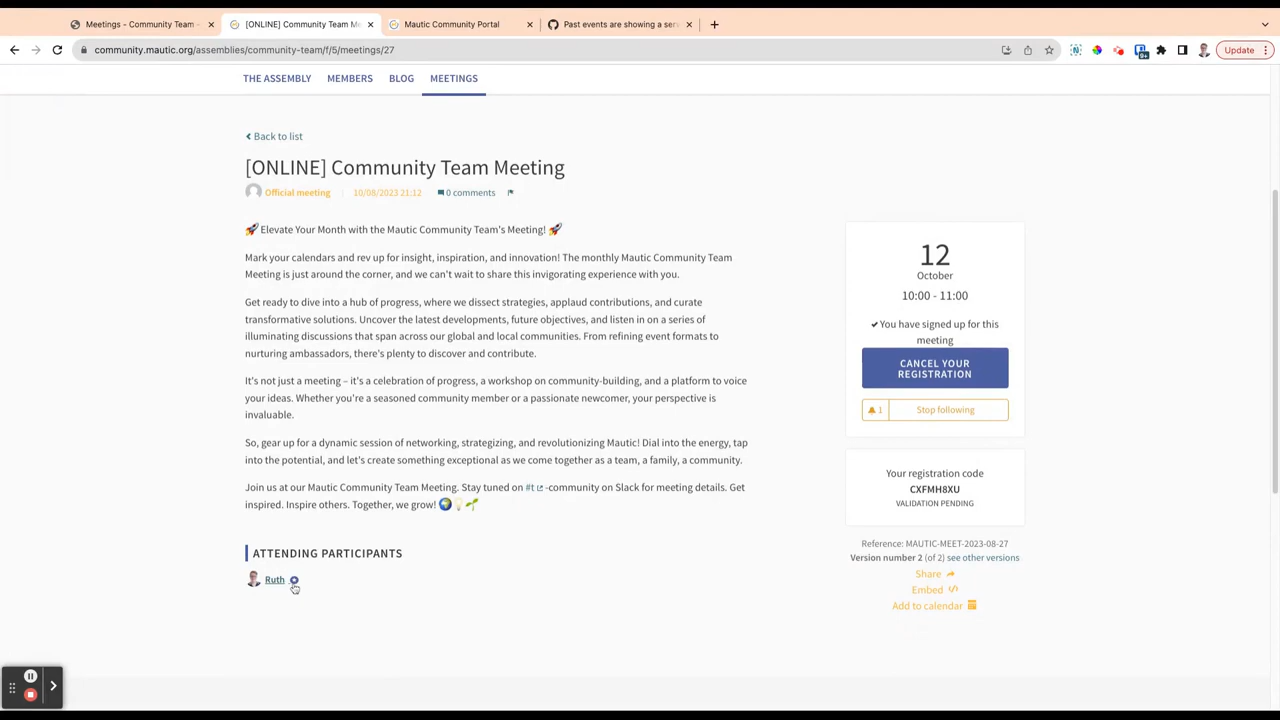 Meetings - Community Team -
[ONLINE] Community Team Me
Mautic Community Portal
Past events are showing a serv
community.mautic.org/assemblies/community-team/f/5/meetings/27
9+
Update
THE ASSEMBLY
MEMBERS
BLOG
MEETINGS
Back to list
[ONLINE] Community Team Meeting
Official meeting
10/08/2023 21:12
0 comments
🚀 Elevate Your Month with the Mautic Community Team's Meeting! 🚀
Mark your calendars and rev up for insight, inspiration, and innovation! The monthly Mautic Community Team
Meeting is just around the corner, and we can't wait to share this invigorating experience with you.
Get ready to dive into a hub of progress, where we dissect strategies, applaud contributions, and curate
transformative solutions. Uncover the latest developments, future objectives, and listen in on a series of
illuminating discussions that span across our global and local communities. From refining event formats to
nurturing ambassadors, there's plenty to discover and contribute.
It's not just a meeting – it's a celebration of progress, a workshop on community-building, and a platform to voice
your ideas. Whether you're a seasoned community member or a passionate newcomer, your perspective is
invaluable.
So, gear up for a dynamic session of networking, strategizing, and revolutionizing Mautic! Dial into the energy, tap
into the potential, and let's create something exceptional as we come together as a team, a family, a community.
Join us at our Mautic Community Team Meeting. Stay tuned on #t -community on Slack for meeting details. Get
inspired. Inspire others. Together, we grow! 🌍💡🌱
ATTENDING PARTICIPANTS
Ruth
12
October
10:00 - 11:00
You have signed up for this
meeting
CANCEL YOUR
REGISTRATION
1
Stop following
Your registration code
CXFMH8XU
VALIDATION PENDING
Reference: MAUTIC-MEET-2023-08-27
Version number 2 (of 2) see other versions
Share
Embed
Add to calendar